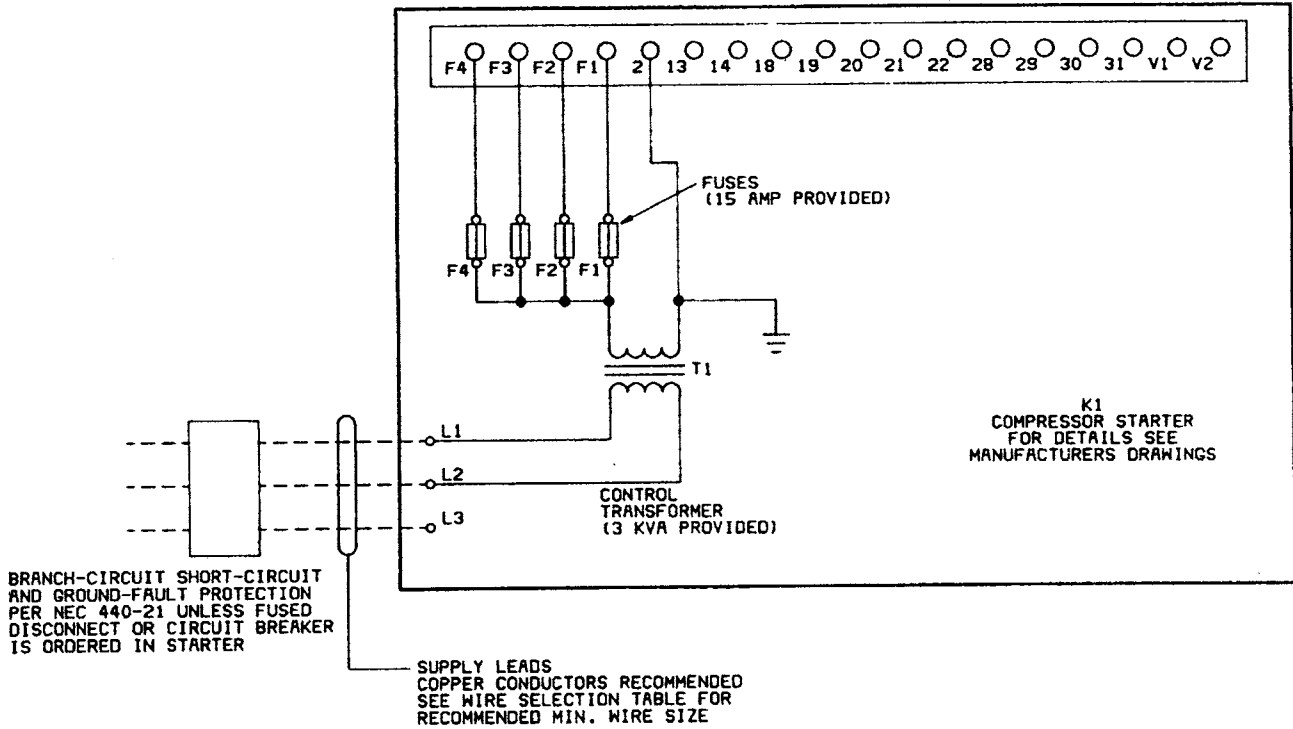 F4 F3 F2 F1 2 13 14 18 19 20 21 22 28 29 30 31 V1 V2
FUSES
(15 AMP PROVIDED)
F4 F3 F2 F1
T1
K1
COMPRESSOR STARTER
FOR DETAILS SEE
MANUFACTURERS DRAWINGS
L1
L2
L3
CONTROL
TRANSFORMER
(3 KVA PROVIDED)
BRANCH-CIRCUIT SHORT-CIRCUIT
AND GROUND-FAULT PROTECTION
PER NEC 440-21 UNLESS FUSED
DISCONNECT OR CIRCUIT BREAKER
IS ORDERED IN STARTER
SUPPLY LEADS
COPPER CONDUCTORS RECOMMENDED
SEE WIRE SELECTION TABLE FOR
RECOMMENDED MIN. WIRE SIZE